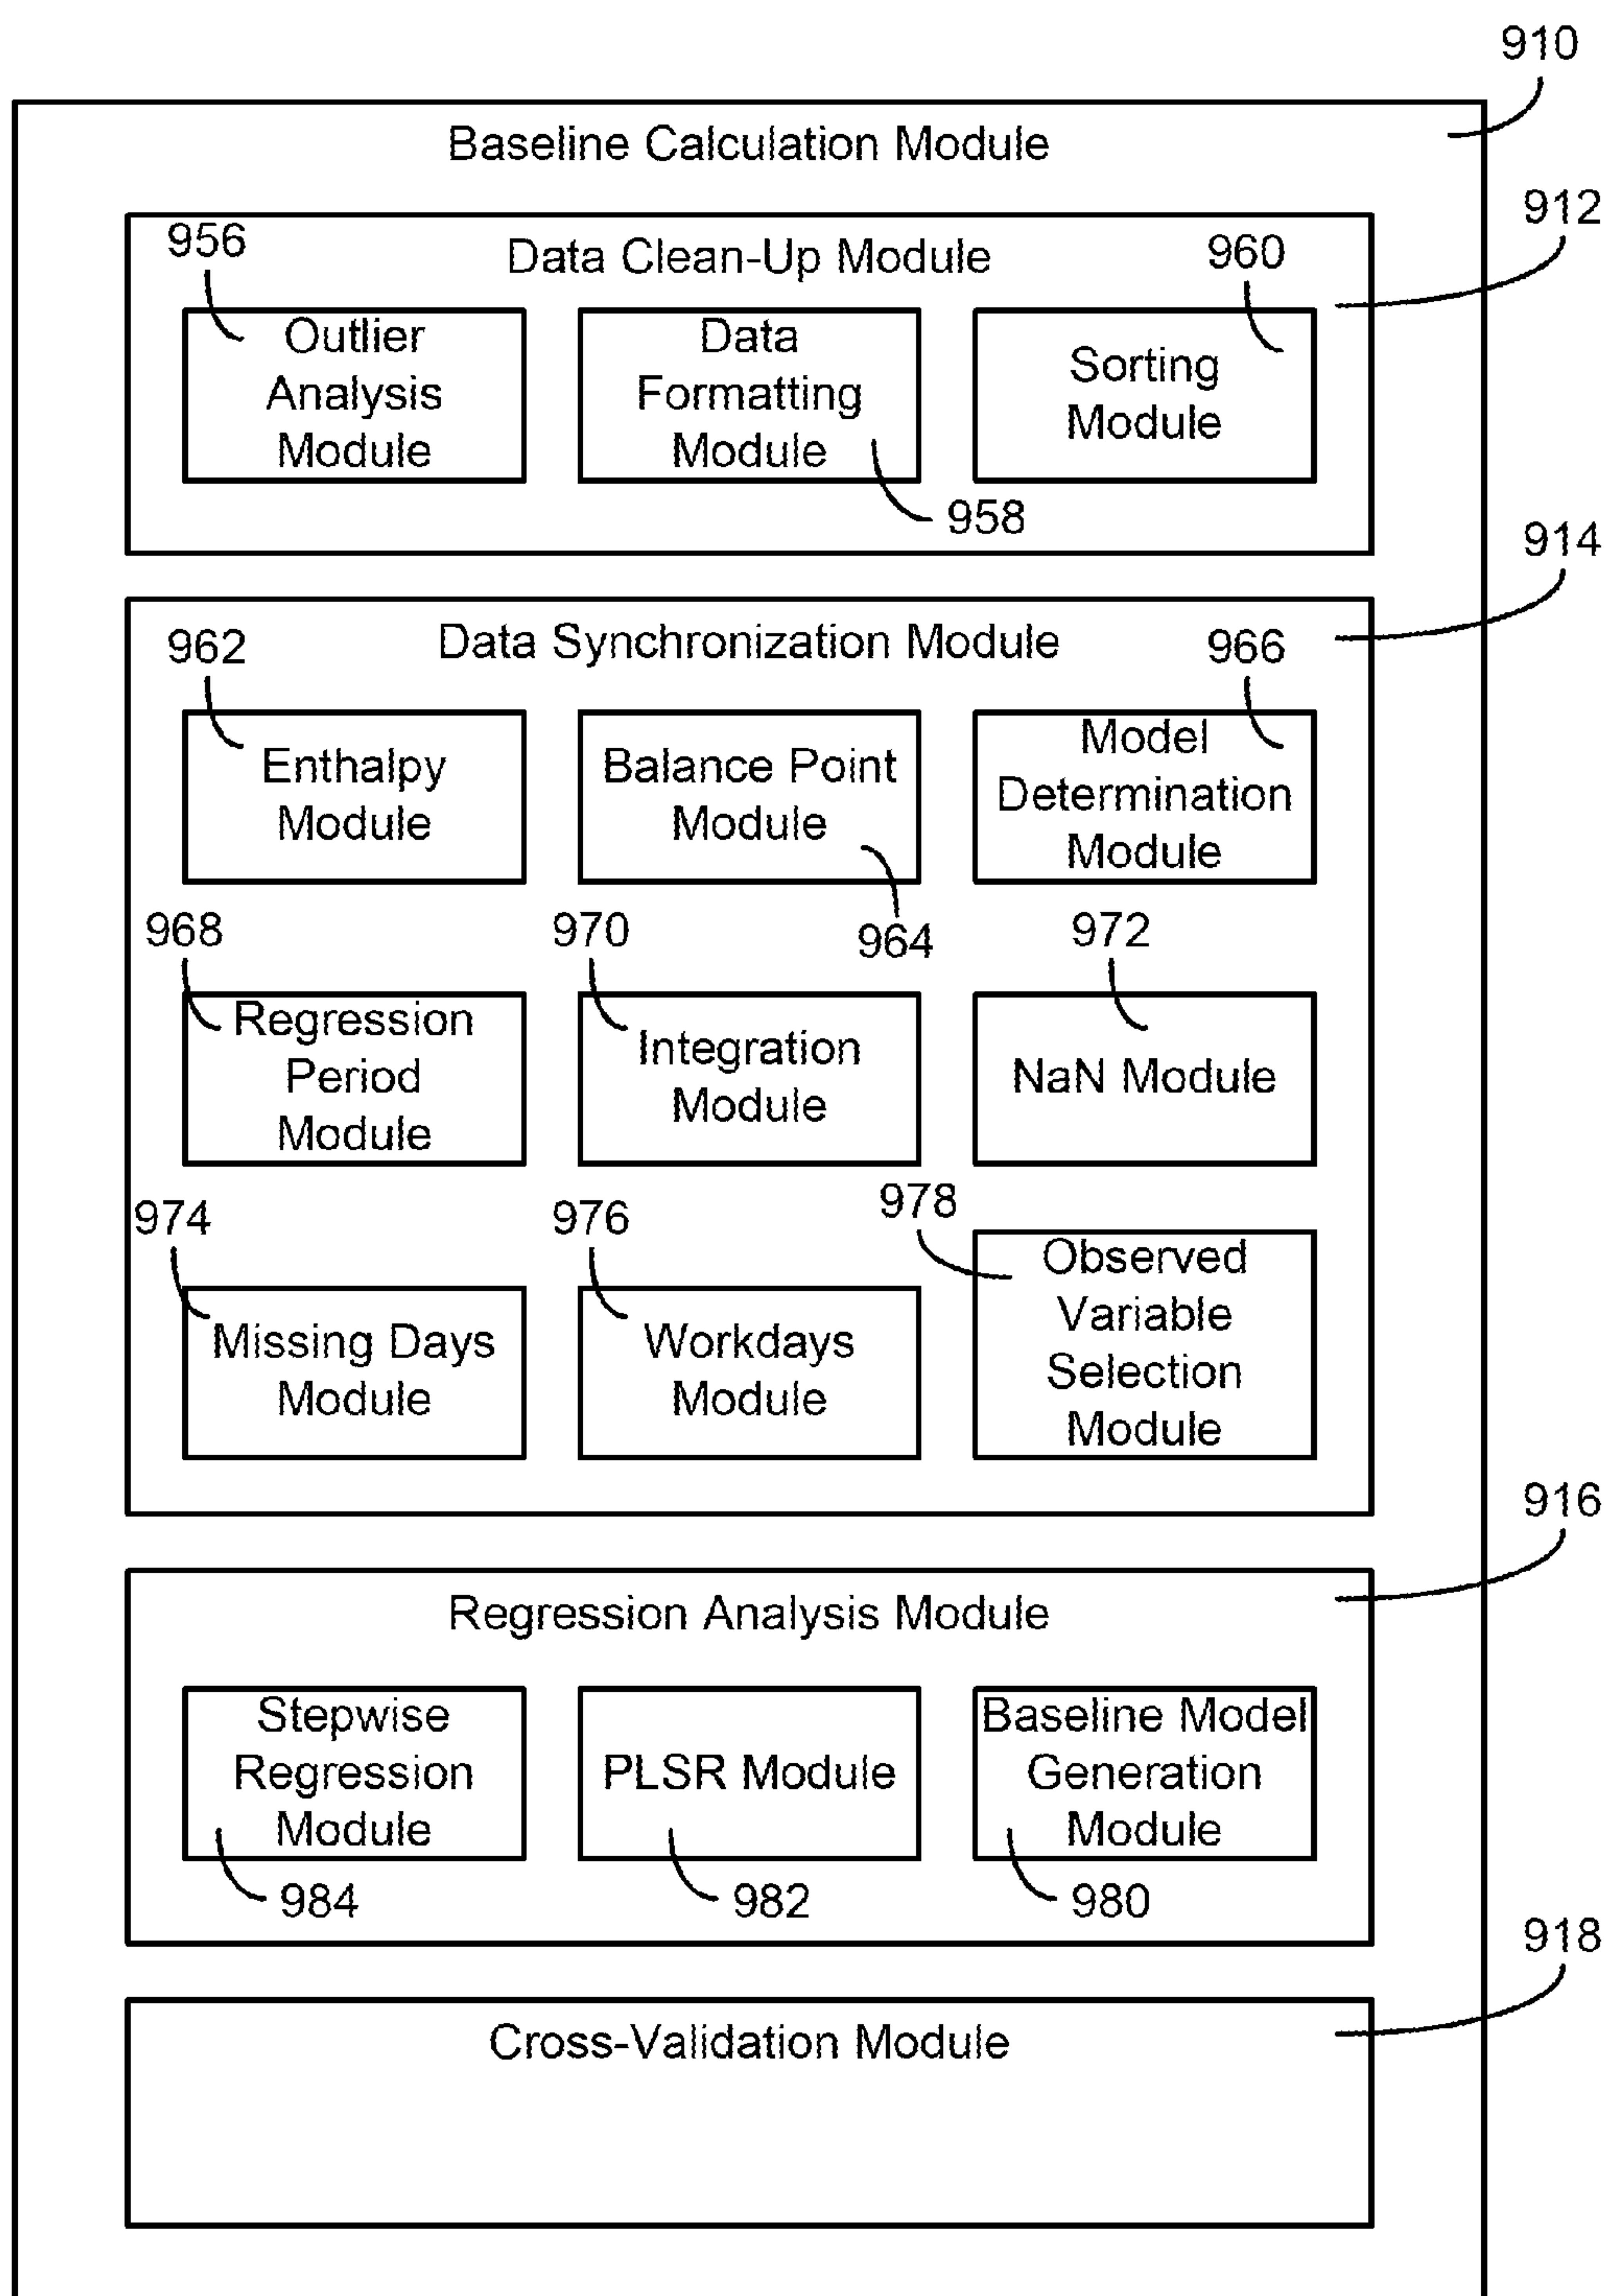 910
Baseline Calculation Module
912
956
Data Clean-Up Module
960
Outlier
Analysis
Module
Data
Formatting
Module
Sorting
Module
958
914
962
Data Synchronization Module
966
Enthalpy
Module
Balance Point
Module
Model
Determination
Module
968
970
964
972
Regression
Period
Module
Integration
Module
NaN Module
974
976
978
Missing Days
Module
Workdays
Module
Observed
Variable
Selection
Module
916
Regression Analysis Module
Stepwise
Regression
Module
PLSR Module
Baseline Model
Generation
Module
984
982
980
918
Cross-Validation Module